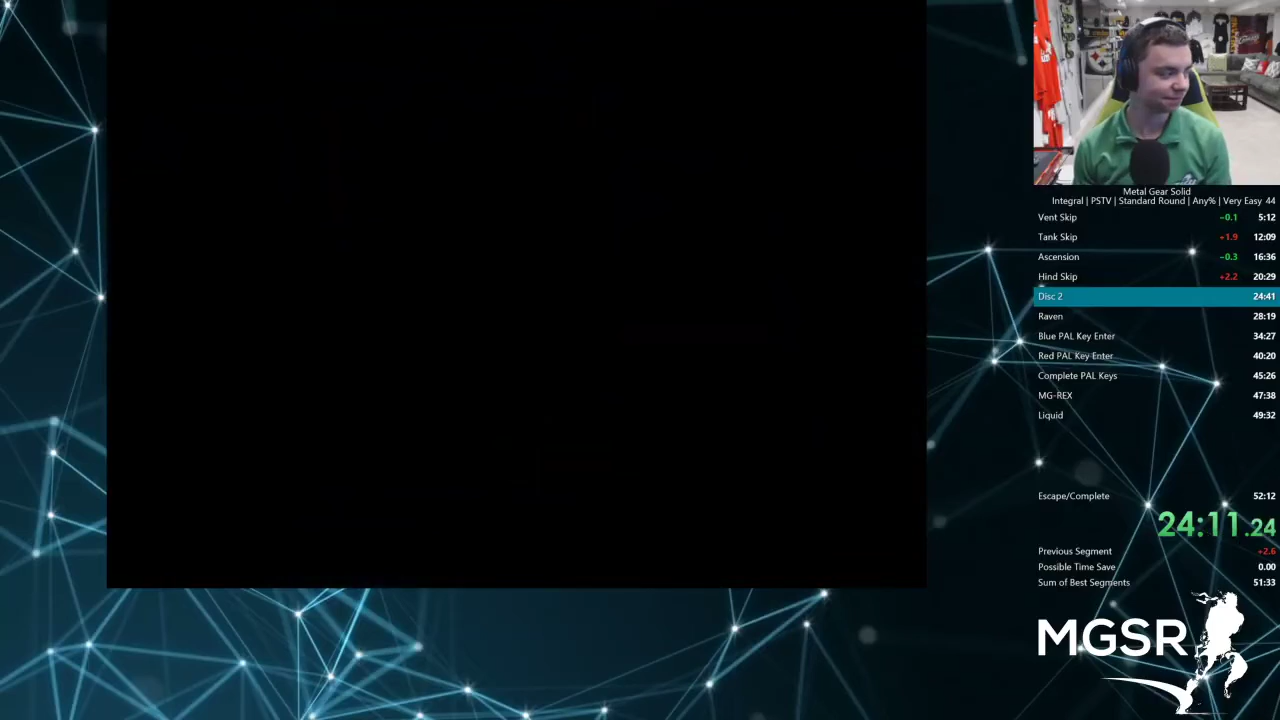 Metal Gear Solid
Integral | PSTV | Standard Round | Any% | Very Easy 44
Vent Skip -0.1 5:12
Tank Skip +1.9 12:09
Ascension -0.3 16:36
Hind Skip +2.2 20:29
Disc 2 24:41
Raven 28:19
Blue PAL Key Enter 34:27
Red PAL Key Enter 40:20
Complete PAL Keys 45:26
MG-REX 47:38
Liquid 49:32
Escape/Complete 52:12
24:11.24
Previous Segment +2.6
Possible Time Save 0.00
Sum of Best Segments 51:33
MGSR